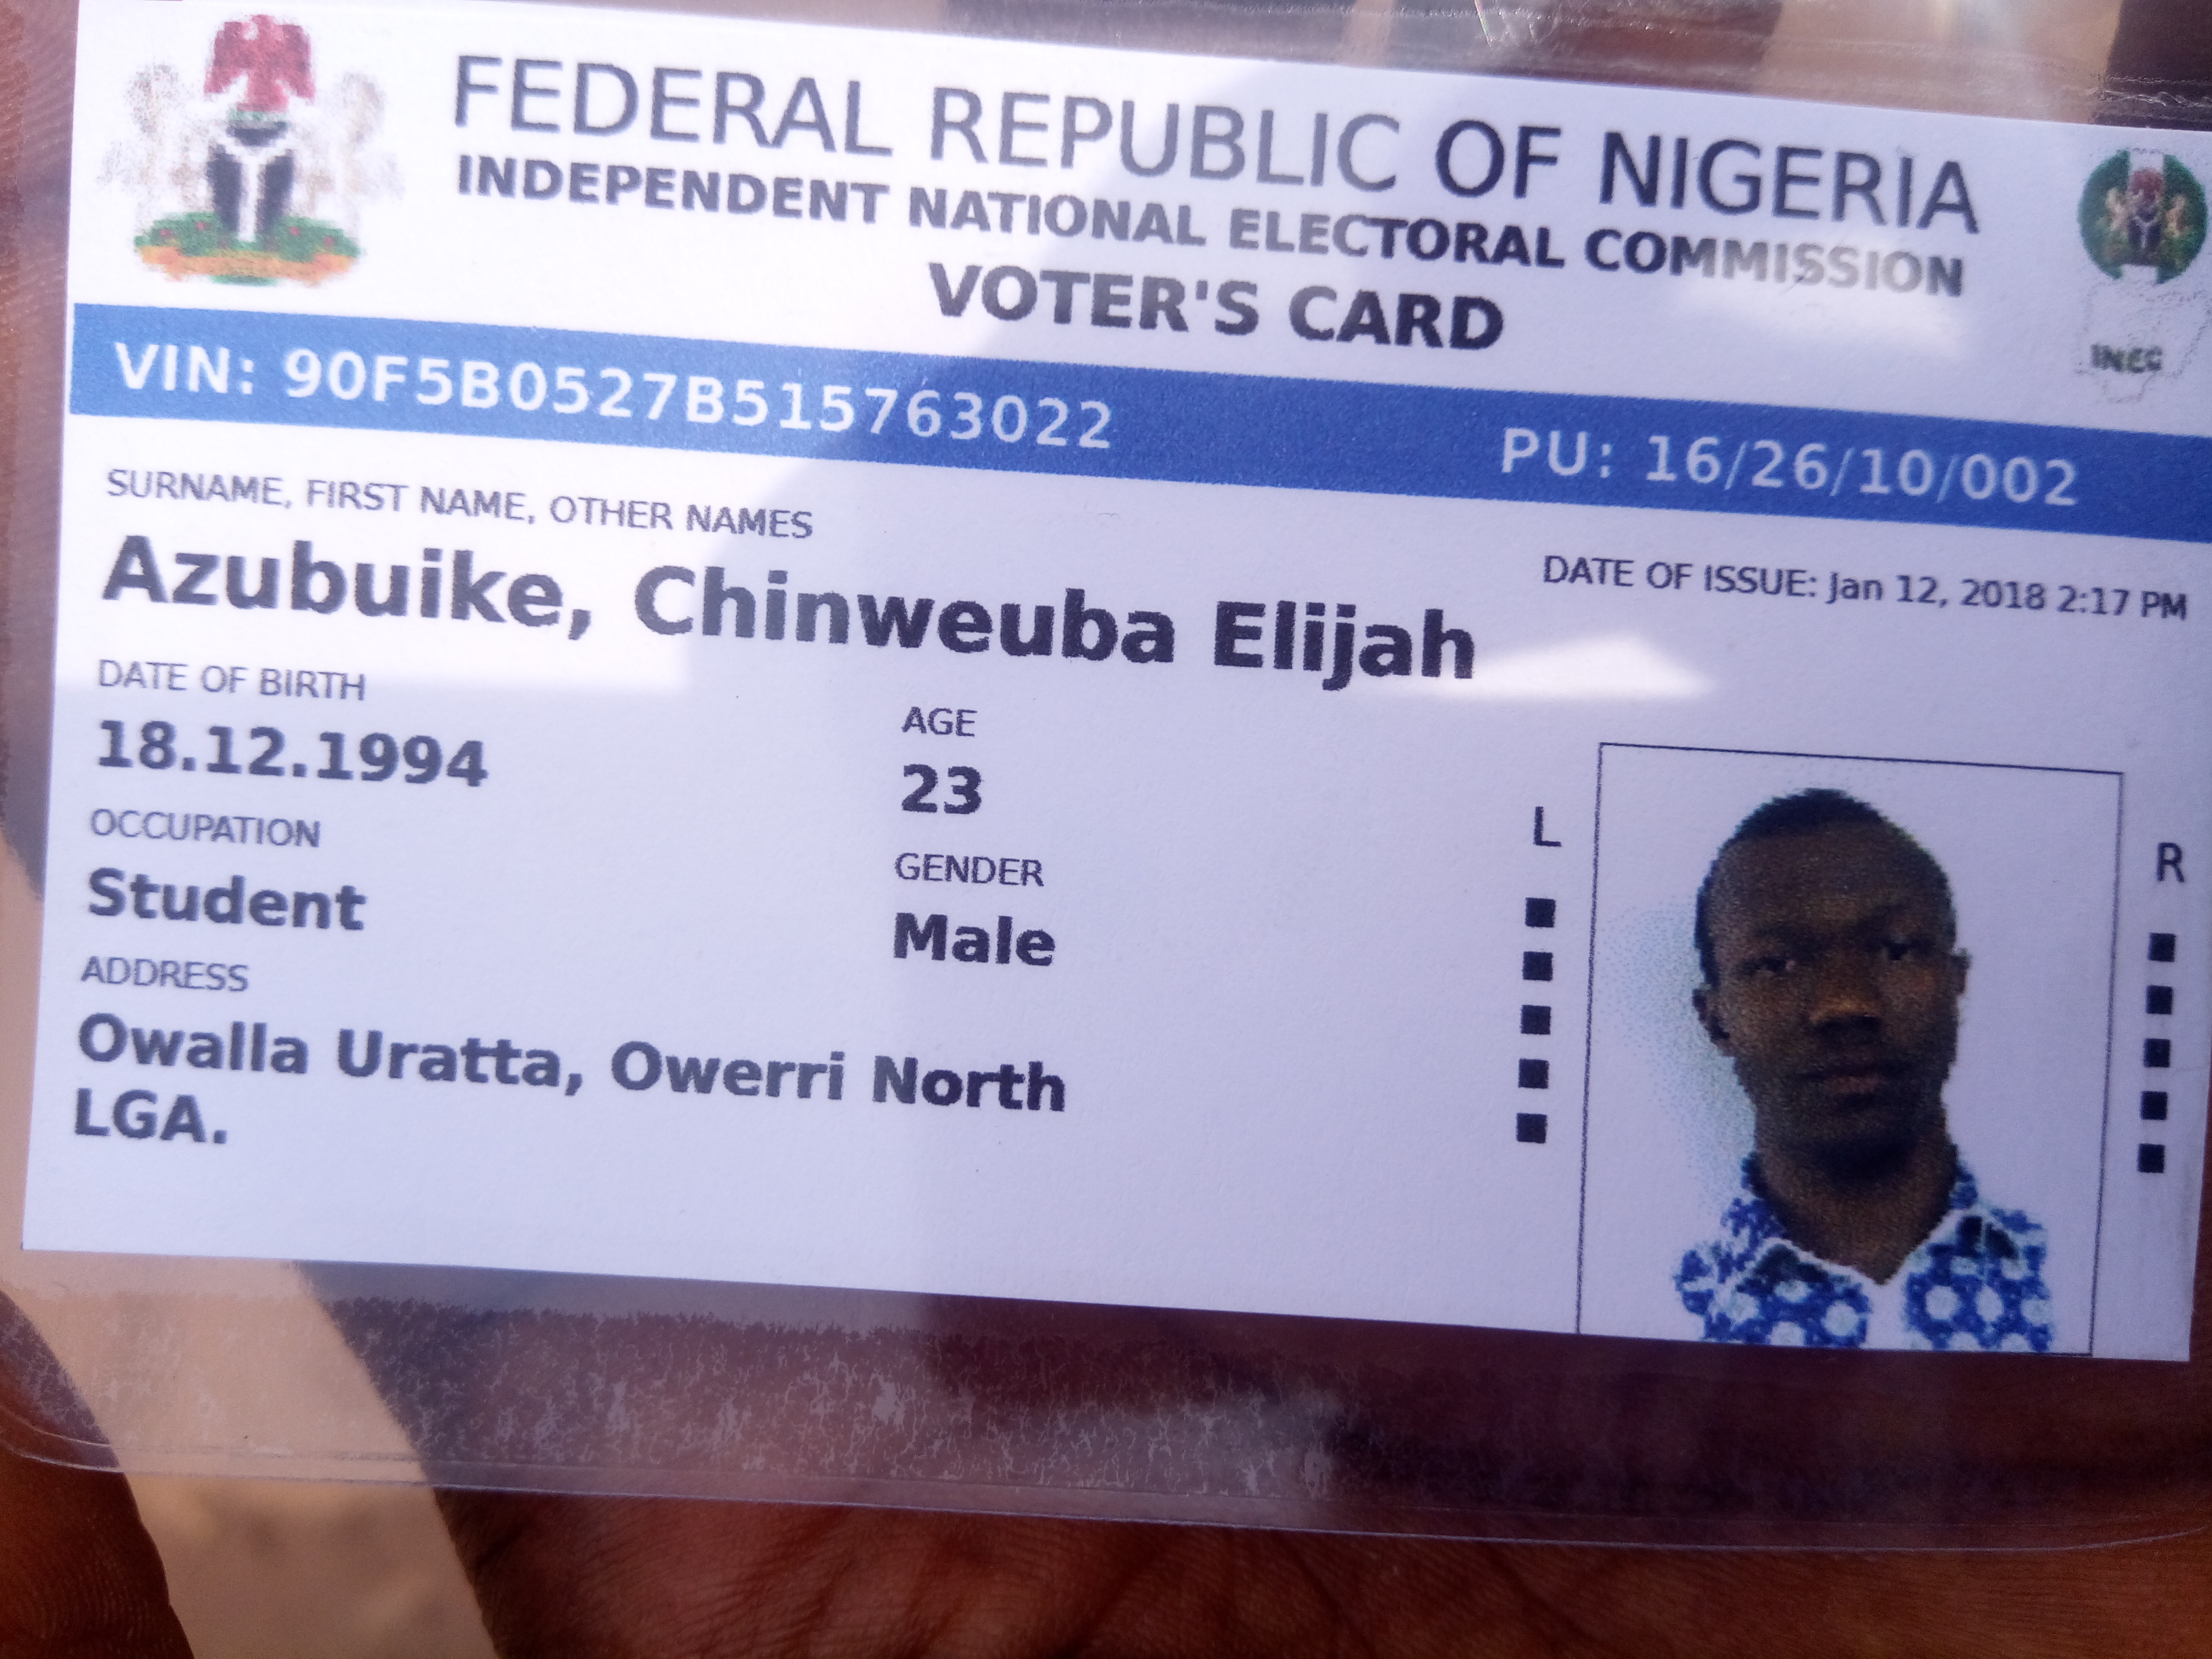 FEDERAL REPUBLIC OF NIGERIA
INDEPENDENT NATIONAL ELECTORAL COMMISSION
VOTER'S CARD
INEC
VIN: 90F5B0527B515763022 PU: 16/26/10/002
SURNAME, FIRST NAME, OTHER NAMES
DATE OF ISSUE: Jan 12, 2018 2:17 PM
Azubuike, Chinweuba Elijah
DATE OF BIRTH
18.12.1994
AGE
23
OCCUPATION
Student
GENDER
Male
ADDRESS
Owalla Uratta, Owerri North
LGA.
L
R